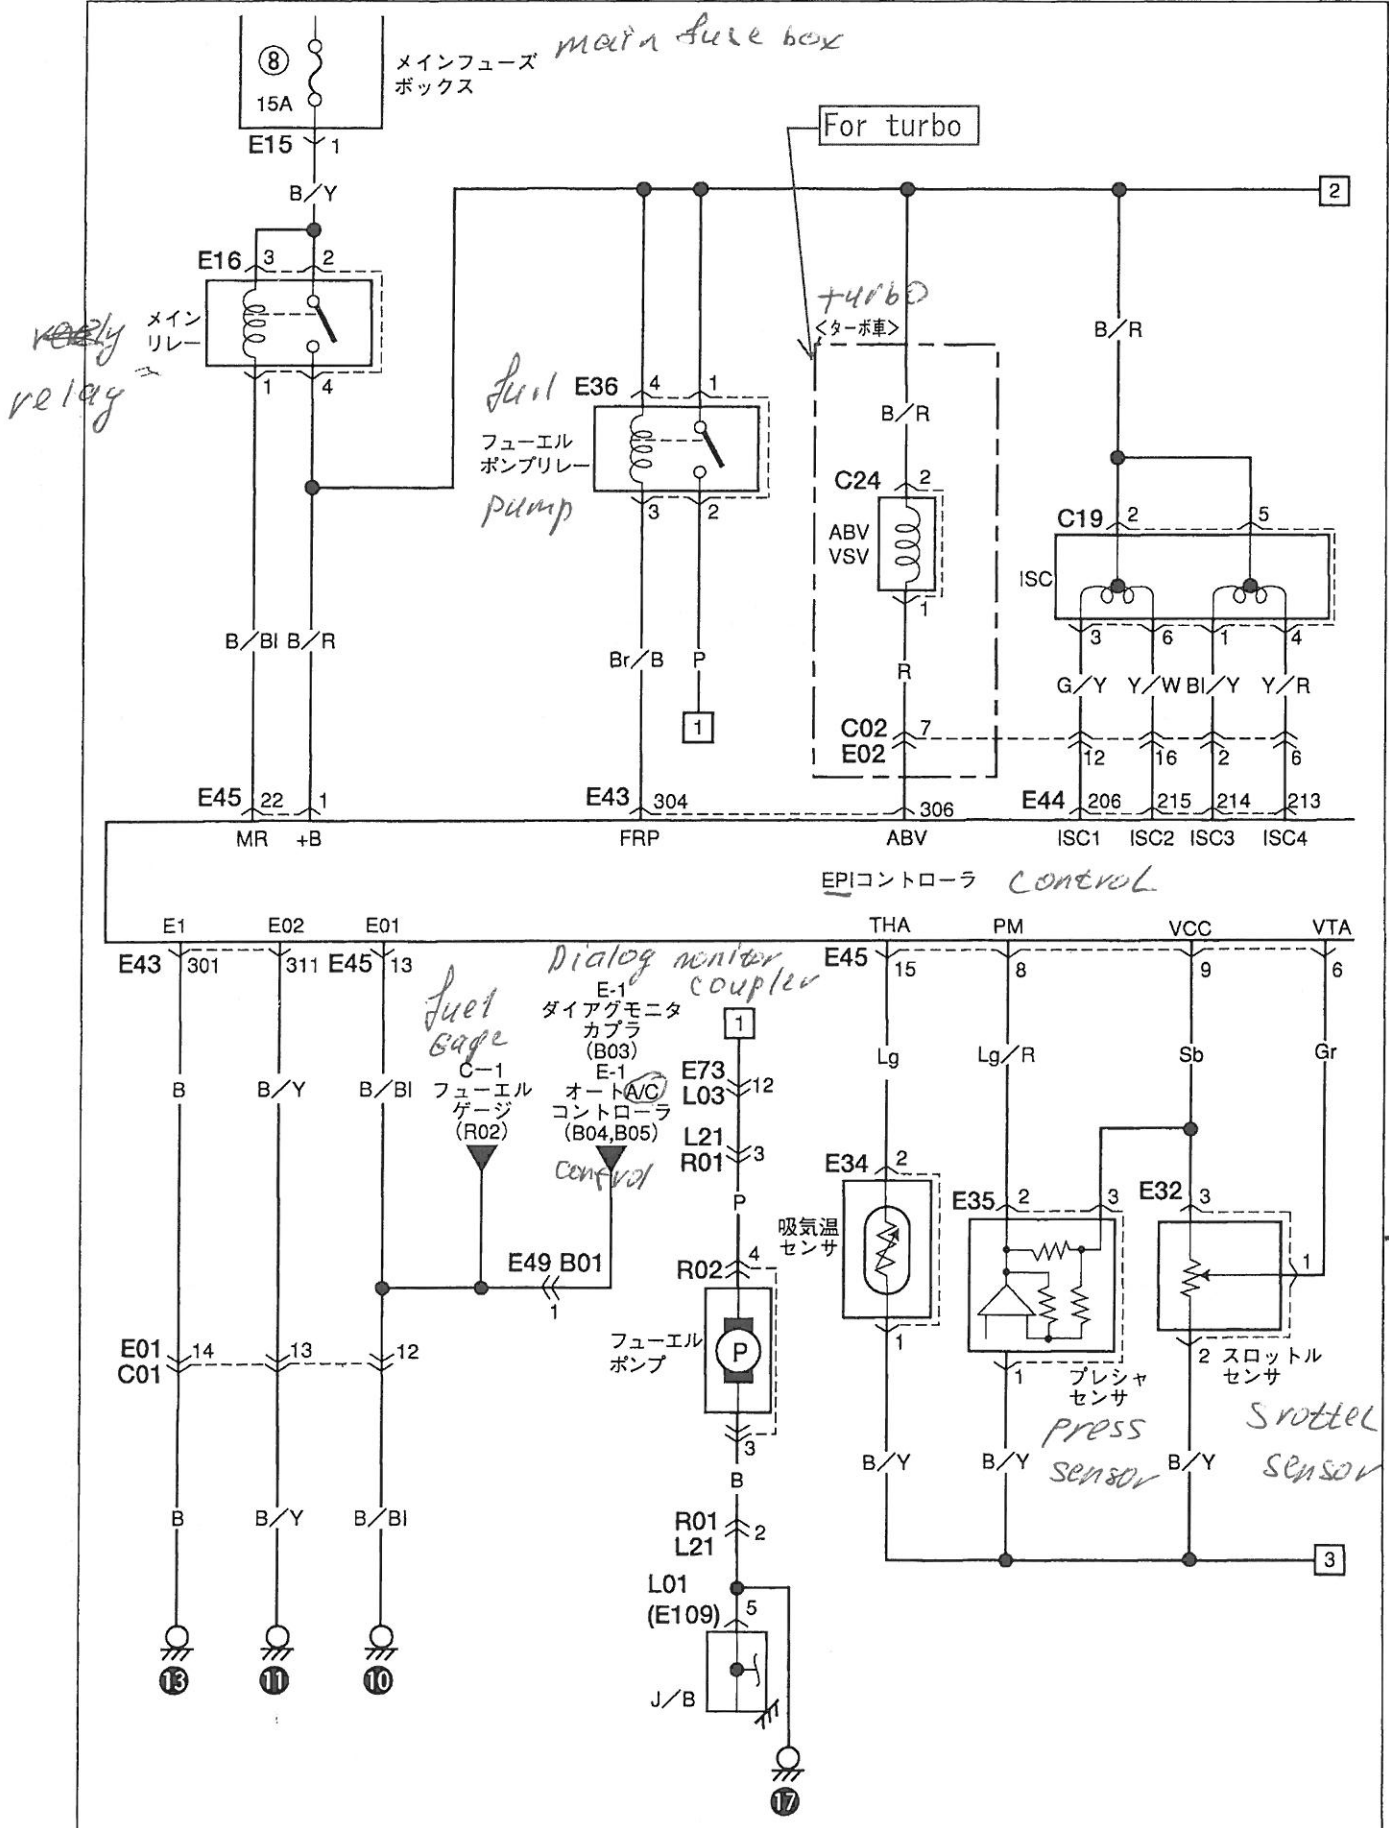 main fuse box
8
15A
メインフューズ
ボックス
E15 1
For turbo
B/Y
2
E16 3 2
メイン
リレー
relay
1 4
turbo
<ターボ車>
B/R
E36 4 1
フューエル
ポンプリレー
pump
3 2
B/R
C24 2
ABV
VSV
1
C19 2 5
ISC
3 6 1 4
B/Bl B/R
Br/B P
R
G/Y Y/W Bl/Y Y/R
1
C02 7
E02
12 16 2 6
E45 22 1
E43 304
306
E44 206 215 214 213
MR +B FRP ABV ISC1 ISC2 ISC3 ISC4
EPIコントローラ control
E1 E02 E01 THA PM VCC VTA
E43 301 311 E45 13
E45 15 8 9 6
Dialog monitor
coupler
E-1
ダイアグモニタ
カプラ
(B03)
E-1
オートA/C
コントローラ
(B04,B05)
control
fuel
gage
C-1
フューエル
ゲージ
(R02)
1
E73
L03 12
L21
R01 3
P
Lg Lg/R Sb Gr
B B/Y B/Bl
E49 B01
1
R02 4
フューエル
ポンプ
P
3
B
R01
L21 2
L01
(E109) 5
J/B
17
E34 2
吸気温
センサ
1
E35 2 3
1
プレシャ
センサ
press
sensor
E32 3
1
2 スロットル
センサ
Srottel
sensor
B/Y B/Y B/Y
3
E01
C01 14 13 12
B B/Y B/Bl
13 11 10